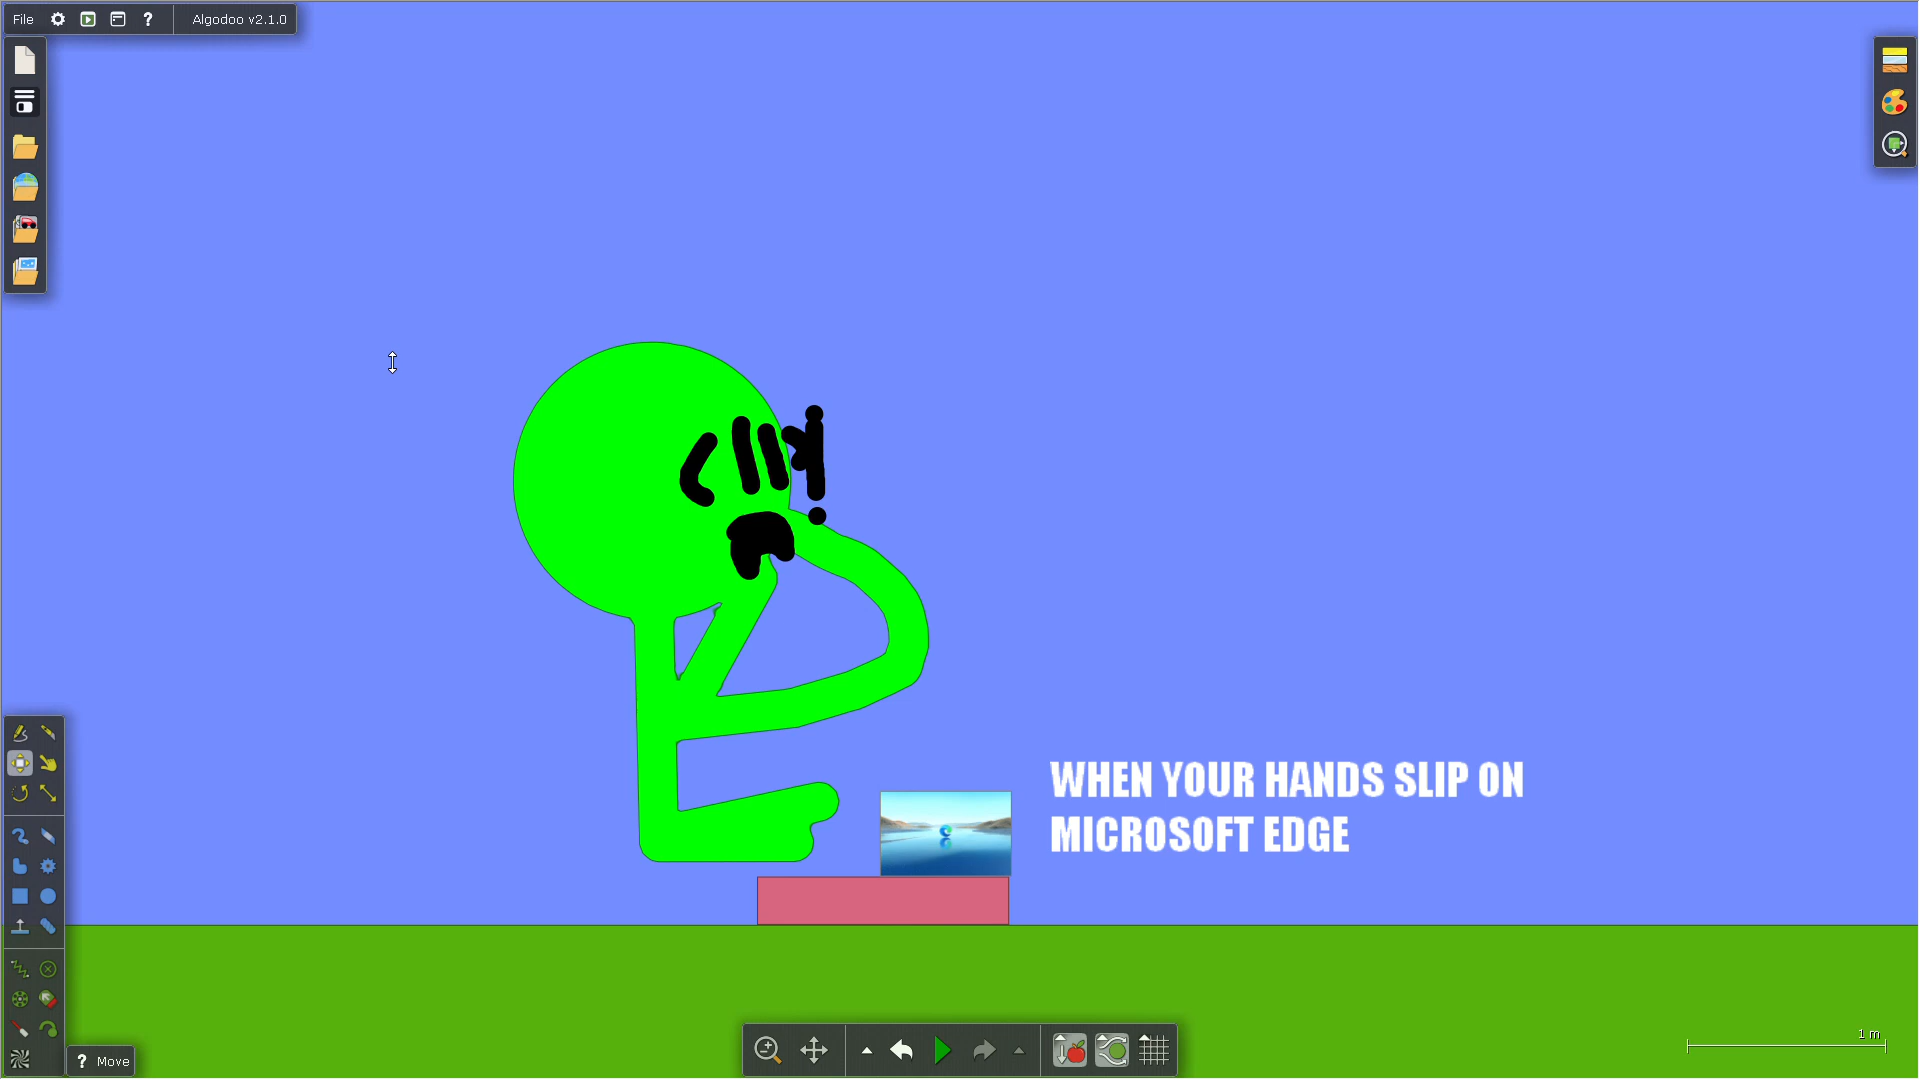 File ? Algodoo v2.1.0
WHEN YOUR HANDS SLIP ON
MICROSOFT EDGE
1 m
? Move